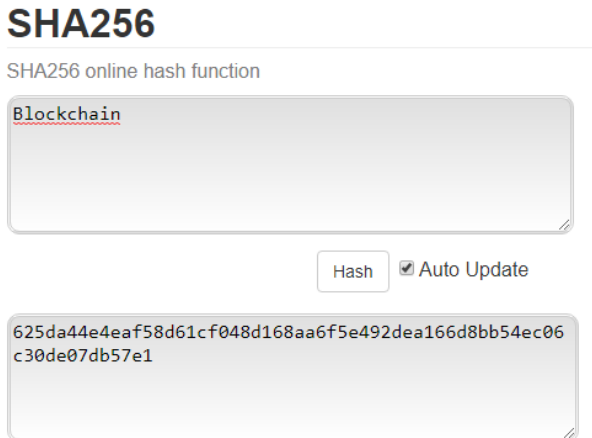 SHA256
SHA256 online hash function
Blockchain
Hash
Auto Update
625da44e4eaf58d61cf048d168aa6f5e492dea166d8bb54ec06
c30de07db57e1